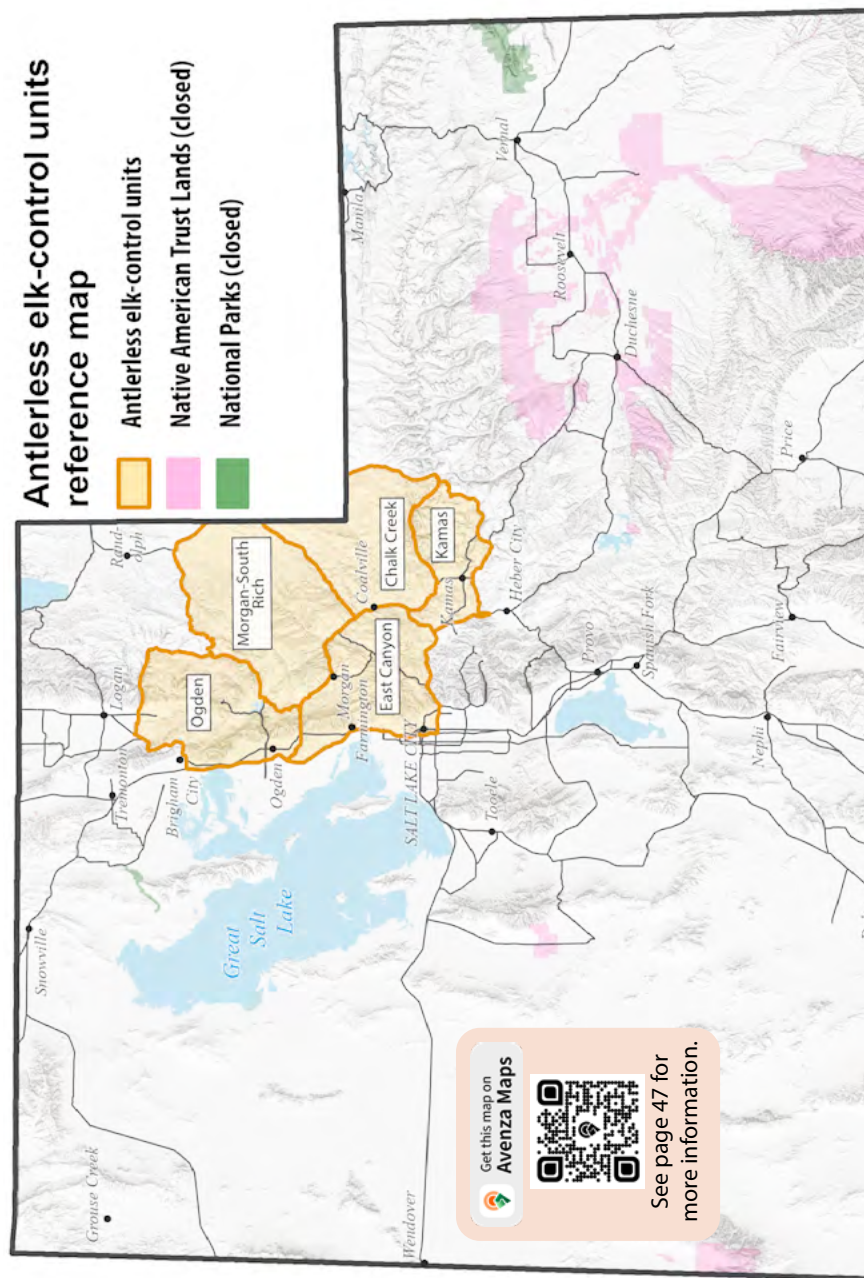 Antlerless elk-control units
reference map
Antlerless elk-control units
Native American Trust Lands (closed)
National Parks (closed)
Grouse Creek
Snowville
Tremonton
Logan
Rand-
olph
Brigham
City
Ogden
Ogden
Morgan-South
Rich
Great
Salt
Lake
Morgan
Farmington
East Canyon
Coalville
Chalk Creek
Kamas
Kamas
Manila
Wendover
SALT LAKE CITY
Tooele
Heber City
Vernal
Roosevelt
Duchesne
Provo
Spanish Fork
Nephi
Fairview
Price
Get this map on
Avenza Maps
See page 47 for
more information.